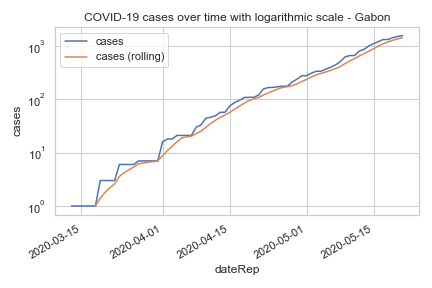 COVID-19 cases over time with logarithmic scale - Gabon
cases
cases (rolling)
10³
10²
10¹
10⁰
cases
2020-03-15
2020-04-01
2020-04-15
2020-05-01
2020-05-15
dateRep